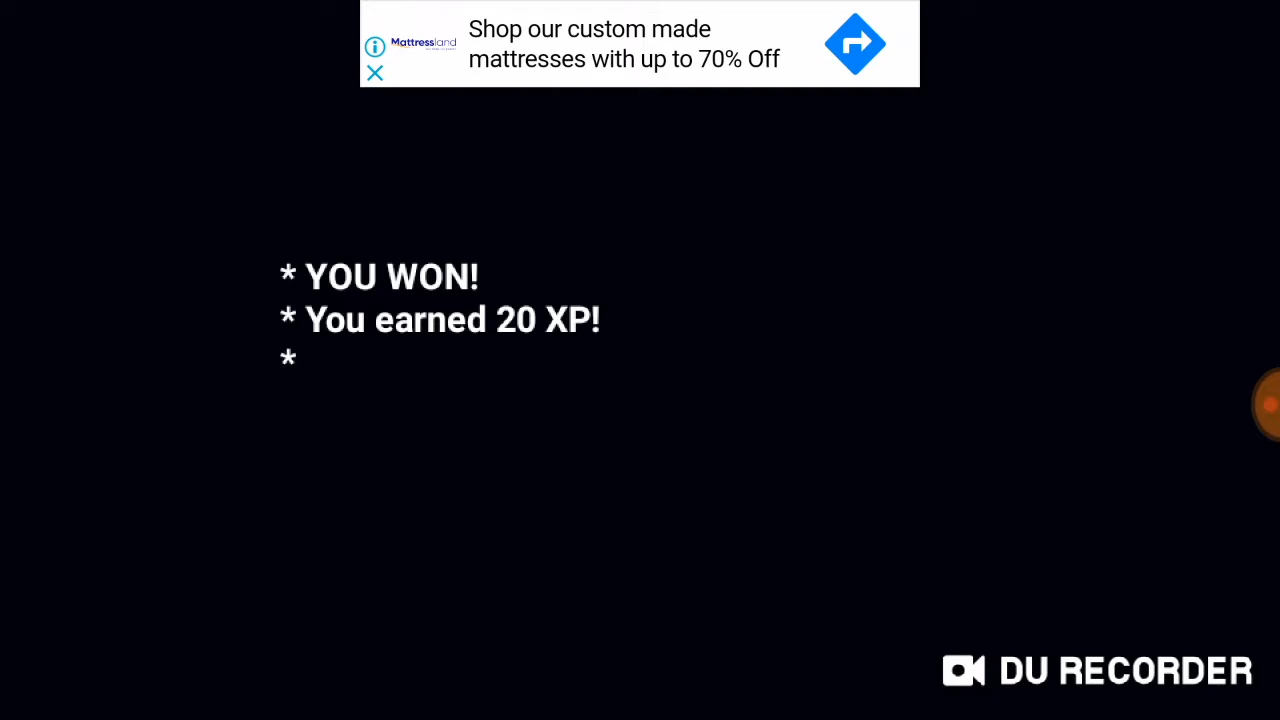 Mattressland
Shop our custom made
mattresses with up to 70% Off
* YOU WON!
* You earned 20 XP!
*
DU RECORDER